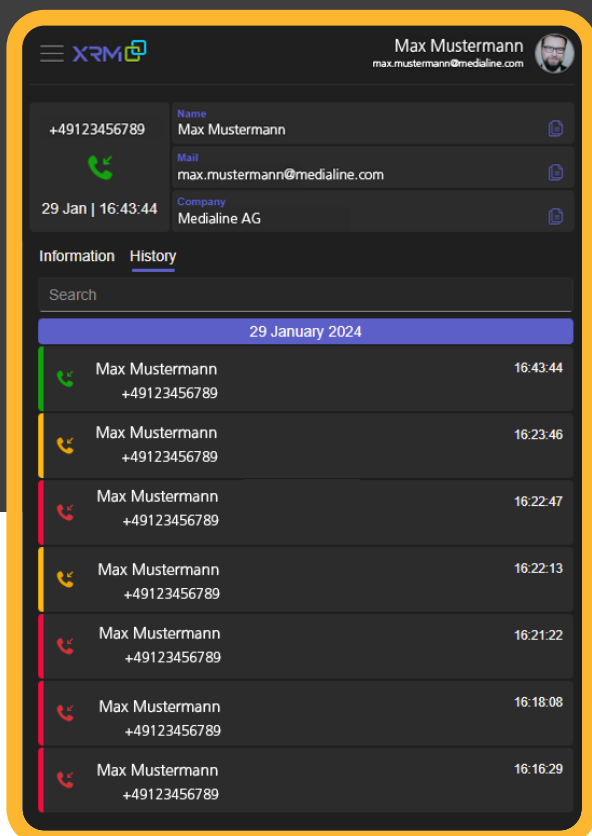 XRM
Max Mustermann
max.mustermann@medialine.com
+49123456789
29 Jan | 16:43:44
Name
Max Mustermann
Mail
max.mustermann@medialine.com
Company
Medialine AG
Information History
Search
29 January 2024
Max Mustermann 16:43:44
+49123456789
Max Mustermann 16:23:46
+49123456789
Max Mustermann 16:22:47
+49123456789
Max Mustermann 16:22:13
+49123456789
Max Mustermann 16:21:22
+49123456789
Max Mustermann 16:18:08
+49123456789
Max Mustermann 16:16:29
+49123456789